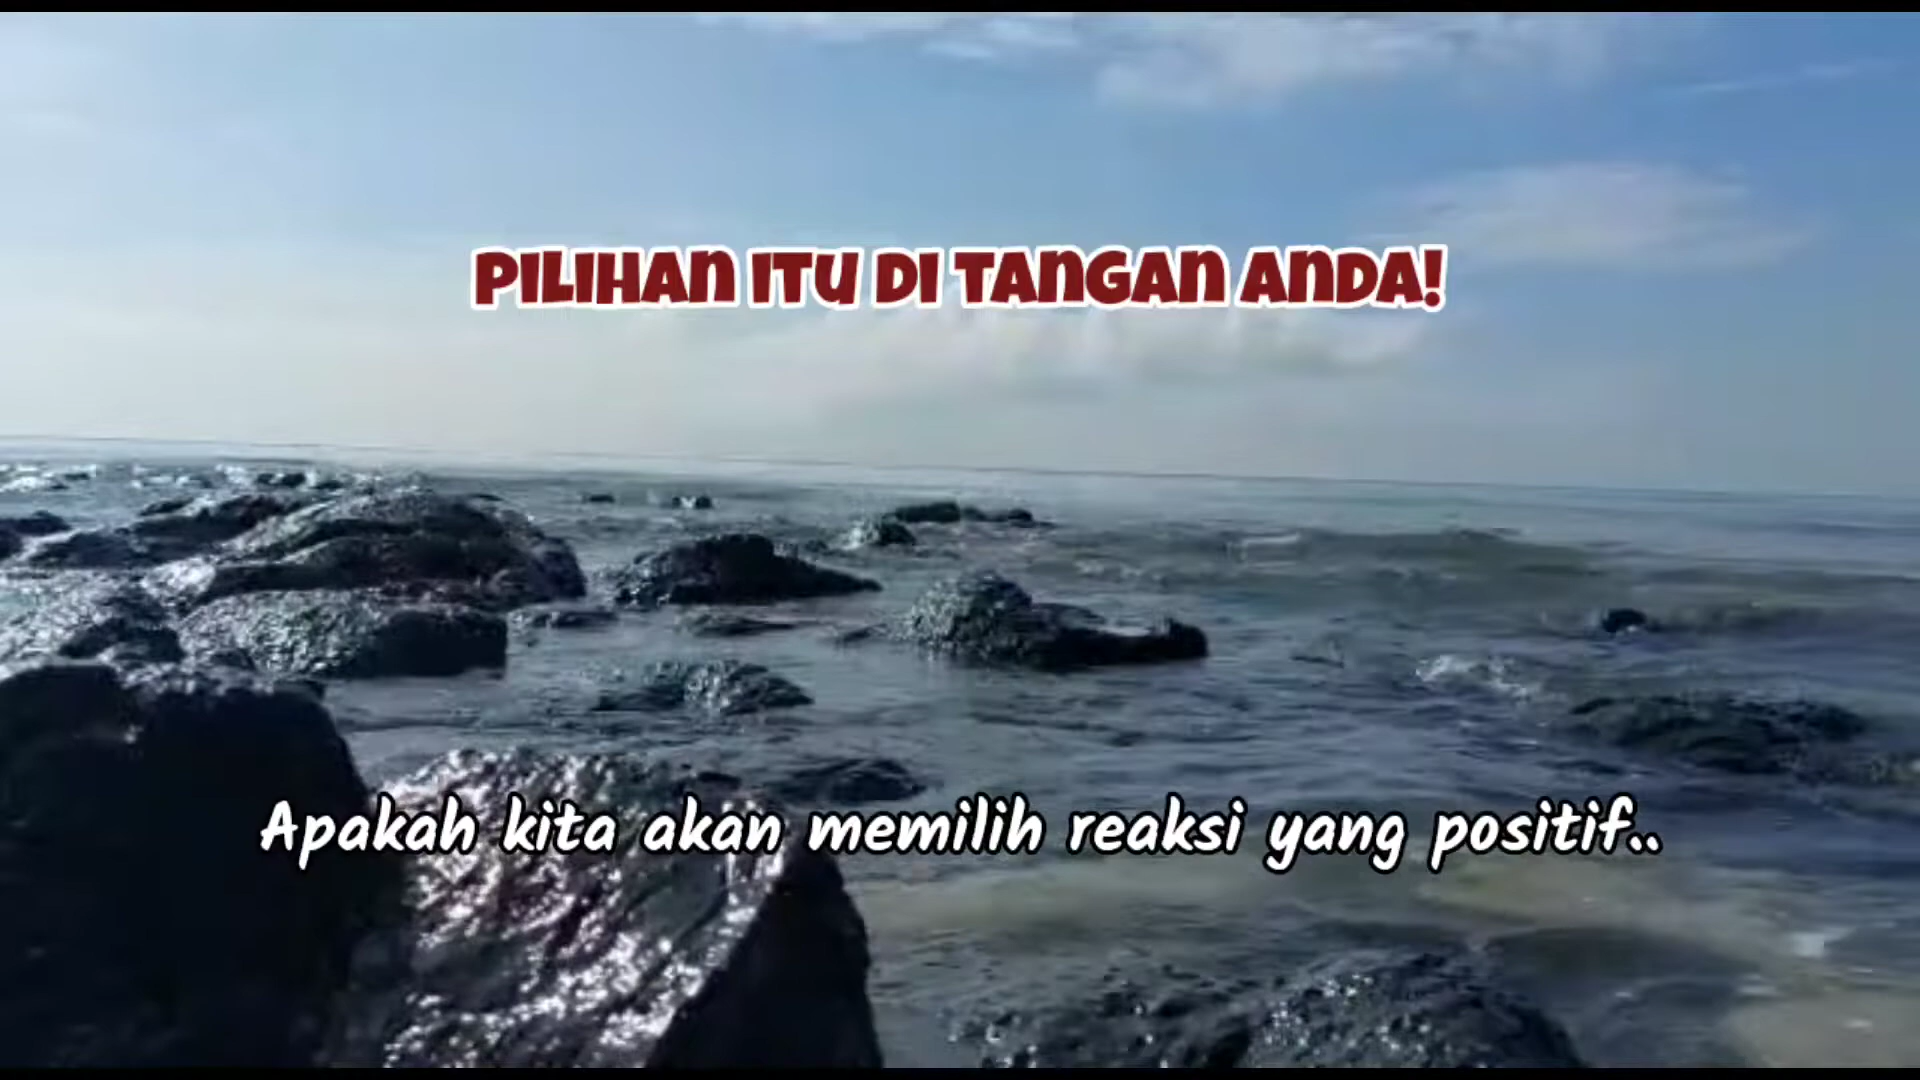 PILIHAN ITU DI TANGAN ANDA!
Apakah kita akan memilih reaksi yang positif..